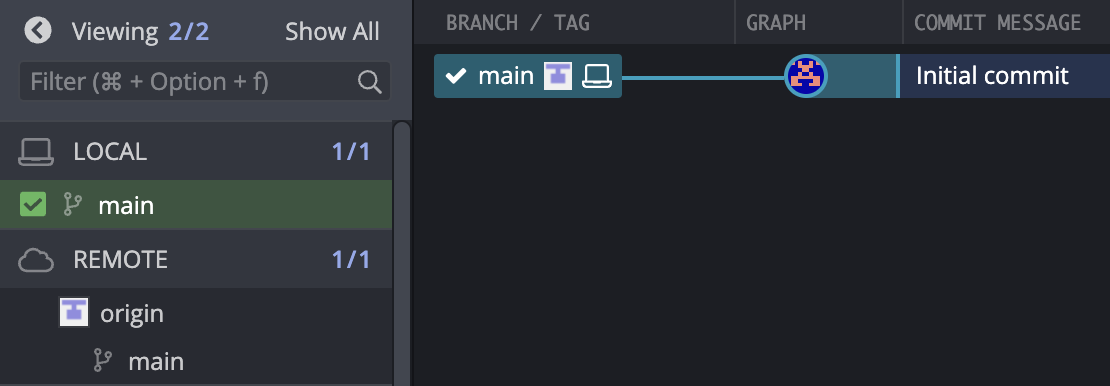 Viewing 2/2 Show All
Filter (⌘ + Option + f)
LOCAL 1/1
main
REMOTE 1/1
origin
main
BRANCH / TAG GRAPH COMMIT MESSAGE
main Initial commit